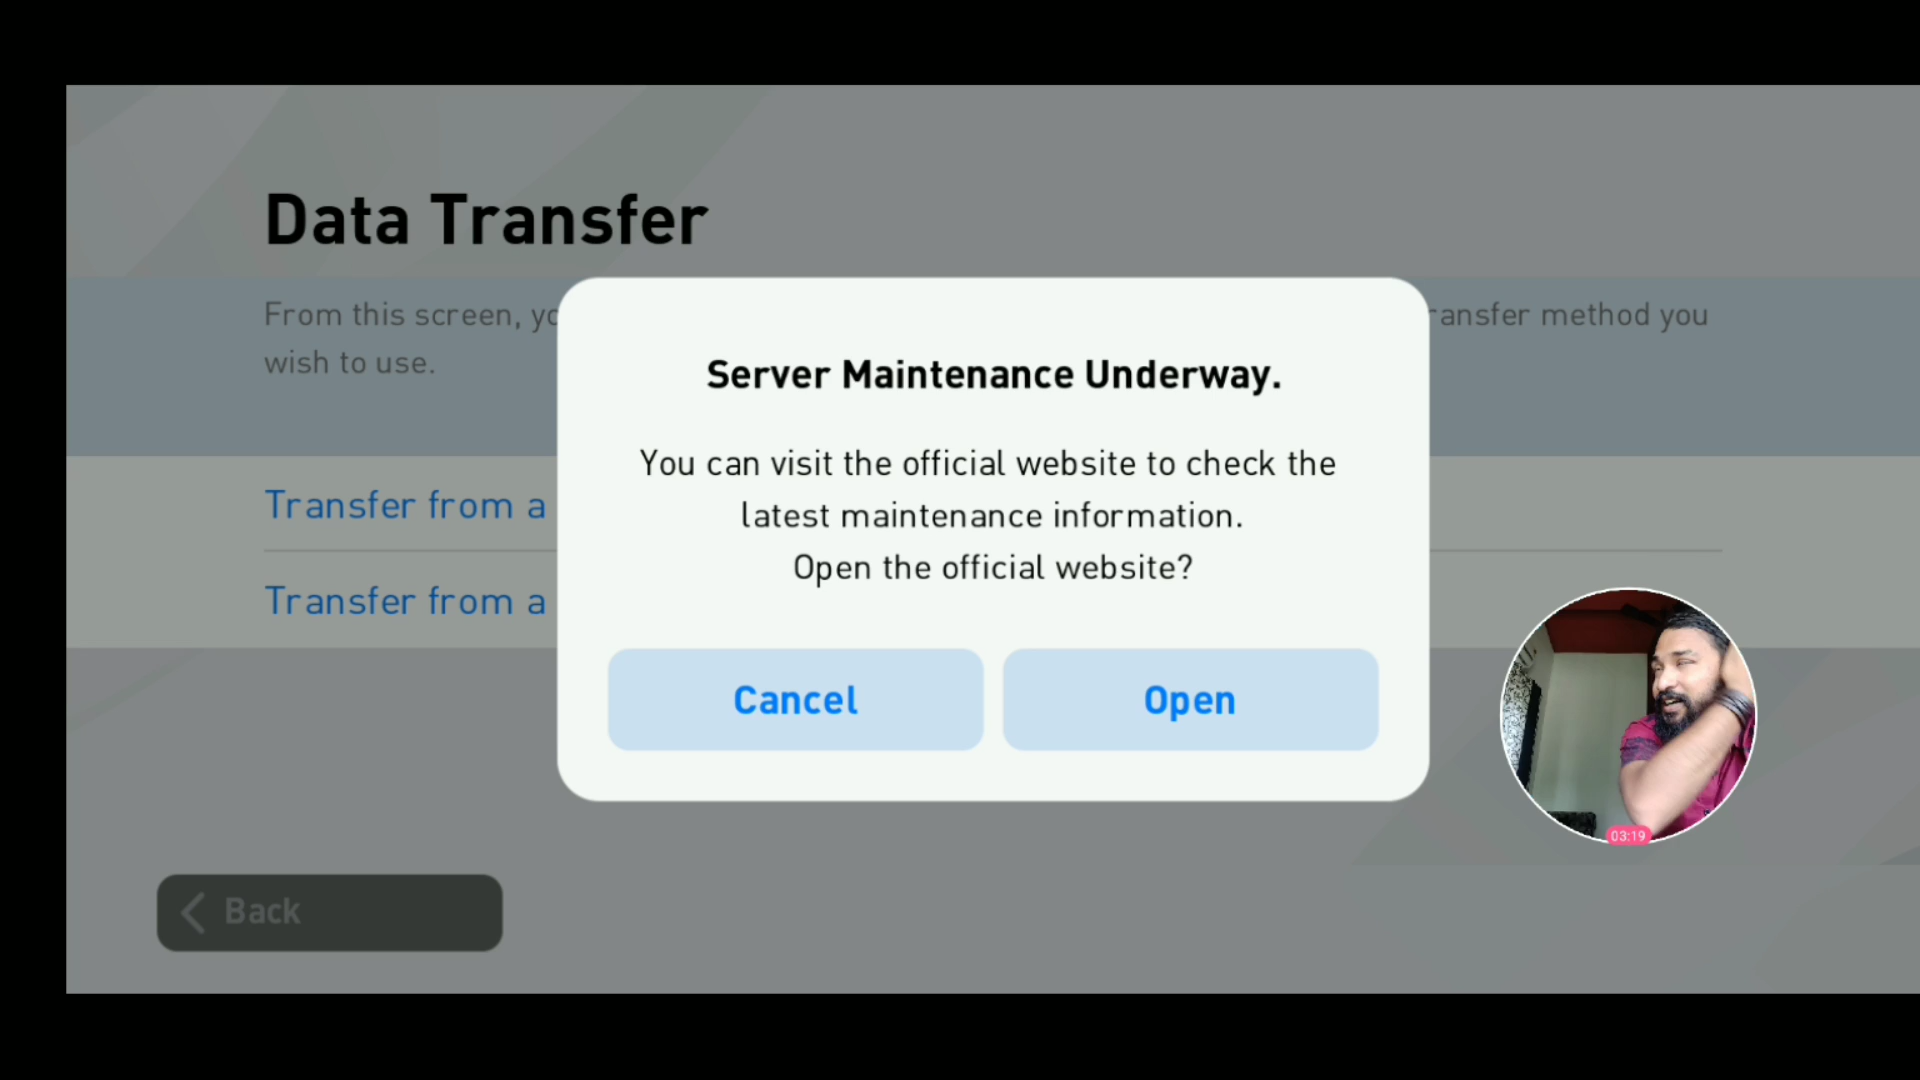 Data Transfer
From this screen, yo
ransfer method you
wish to use.
Server Maintenance Underway.
You can visit the official website to check the
latest maintenance information.
Open the official website?
Transfer from a
Transfer from a
Cancel
Open
03:19
Back